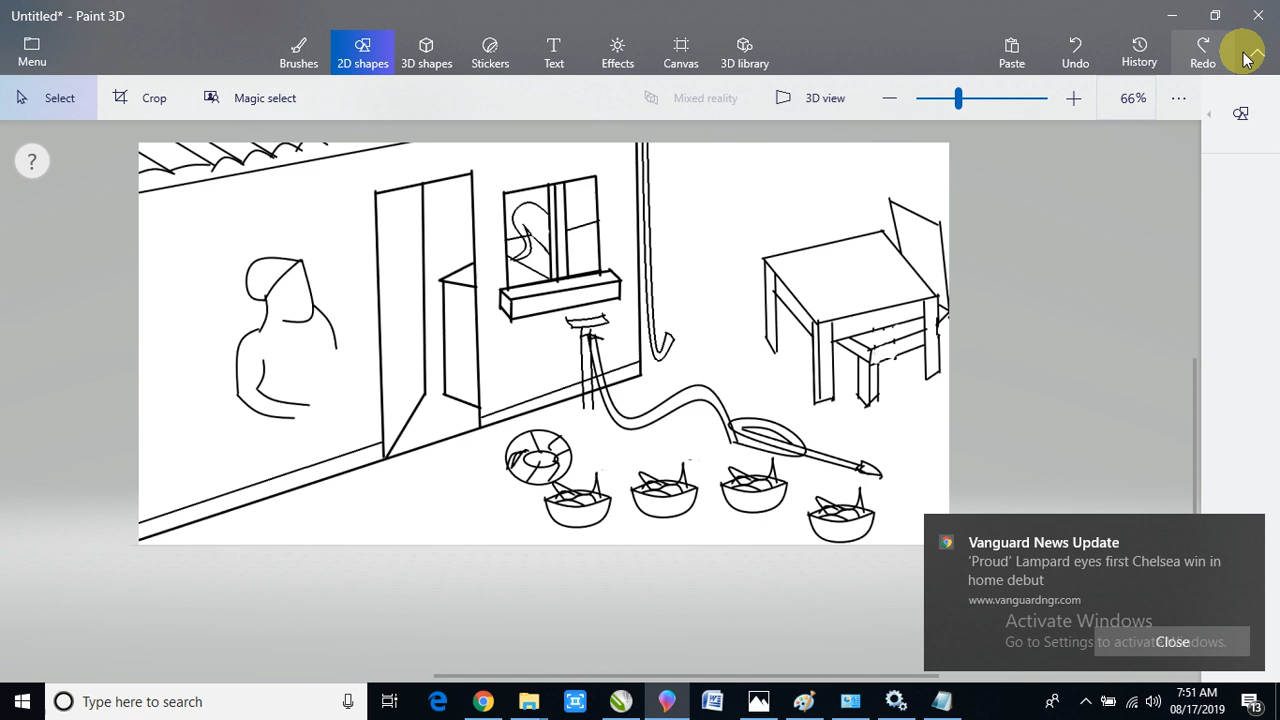 Untitled* - Paint 3D
Menu
Brushes
2D shapes
3D shapes
Stickers
Text
Effects
Canvas
3D library
Paste
Undo
History
Redo
Select
Crop
Magic select
Mixed reality
3D view
66%
?
Vanguard News Update
‘Proud’ Lampard eyes first Chelsea win in
home debut
www.vanguardngr.com
Activate Windows
Go to Settings to activate Windows.
Close
Type here to search
7:51 AM
08/17/2019
13